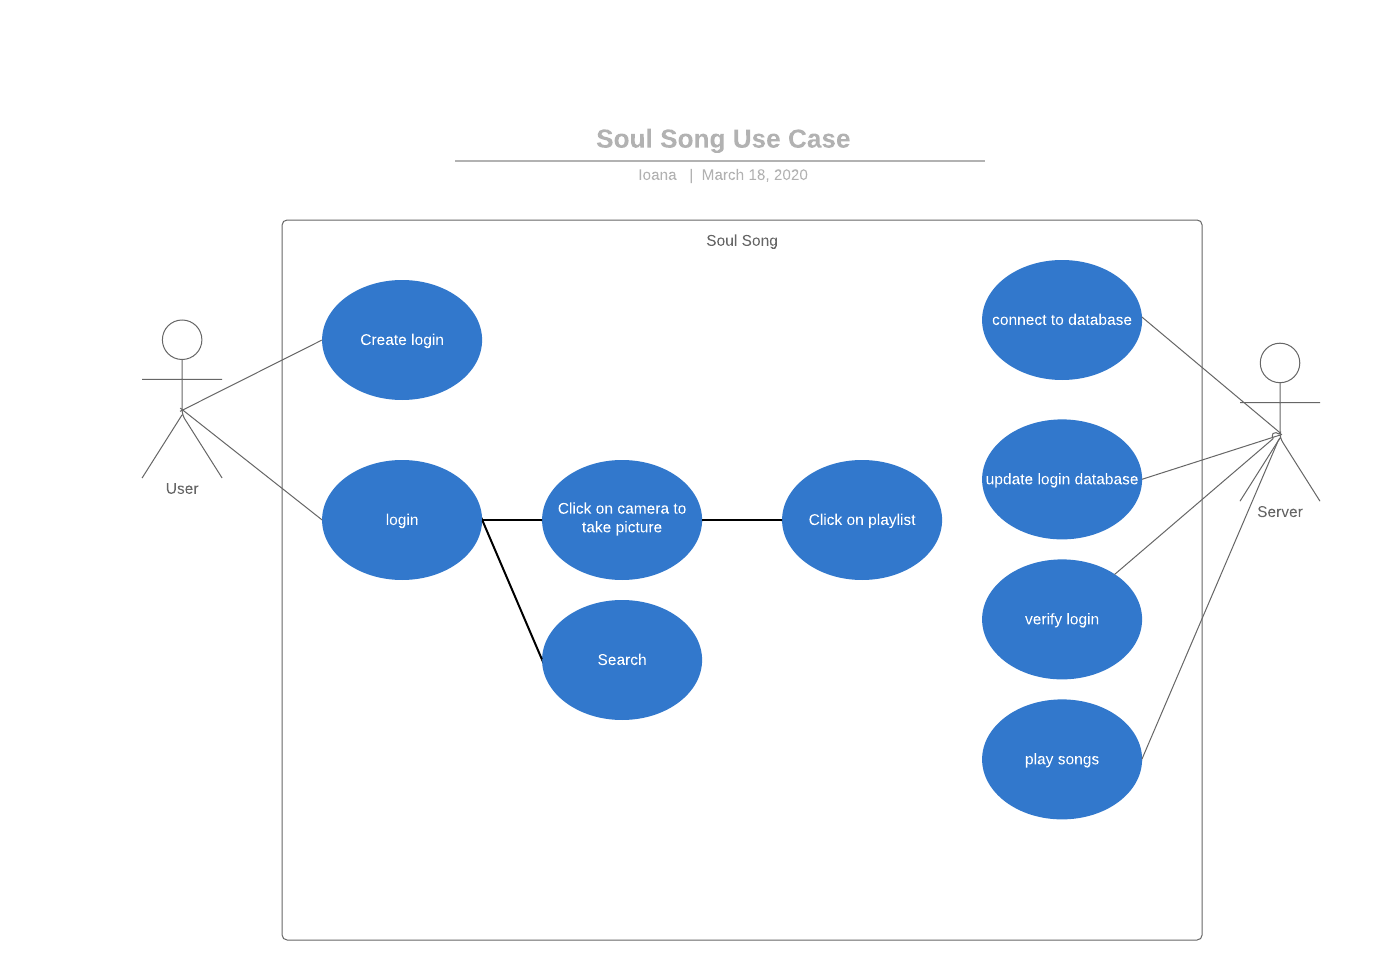 Soul Song Use Case
Ioana | March 18, 2020
Soul Song
Create login
connect to database
User
login
Click on camera to
take picture
Click on playlist
update login database
Server
Search
verify login
play songs